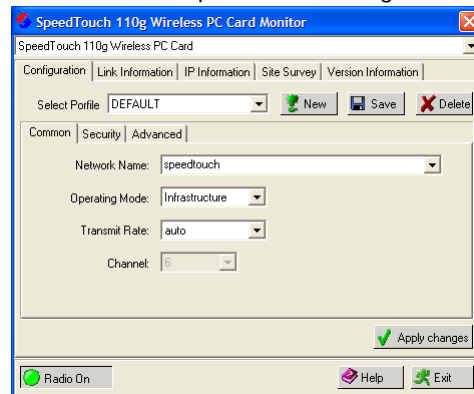 SpeedTouch 110g Wireless PC Card Monitor
SpeedTouch 110g Wireless PC Card
Configuration Link Information IP Information Site Survey Version Information
Select Porfile DEFAULT New Save Delete
Common Security Advanced
Network Name: speedtouch
Operating Mode: Infrastructure
Transmit Rate: auto
Channel: 6
Apply changes
Radio On Help Exit